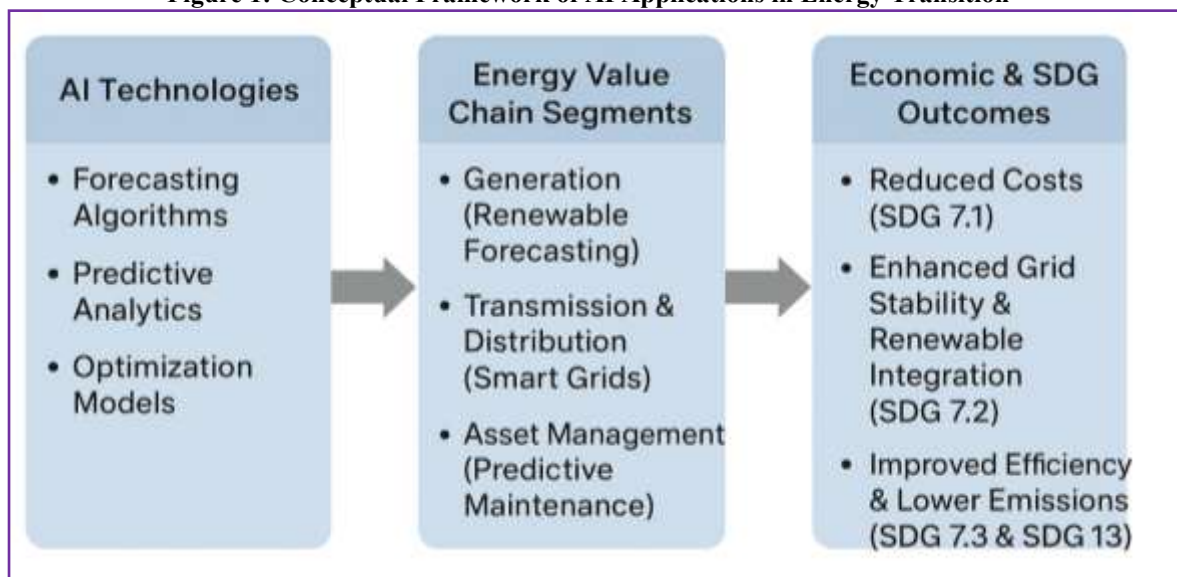 Figure 1: Conceptual Framework of AI Applications in Energy Transition
AI Technologies
• Forecasting
Algorithms
• Predictive
Analytics
• Optimization
Models
Energy Value
Chain Segments
• Generation
(Renewable
Forecasting)
• Transmission &
Distribution
(Smart Grids)
• Asset Management
(Predictive
Maintenance)
Economic & SDG
Outcomes
• Reduced Costs
(SDG 7.1)
• Enhanced Grid
Stability &
Renewable
Integration
(SDG 7.2)
• Improved Efficiency
& Lower Emissions
(SDG 7.3 & SDG 13)